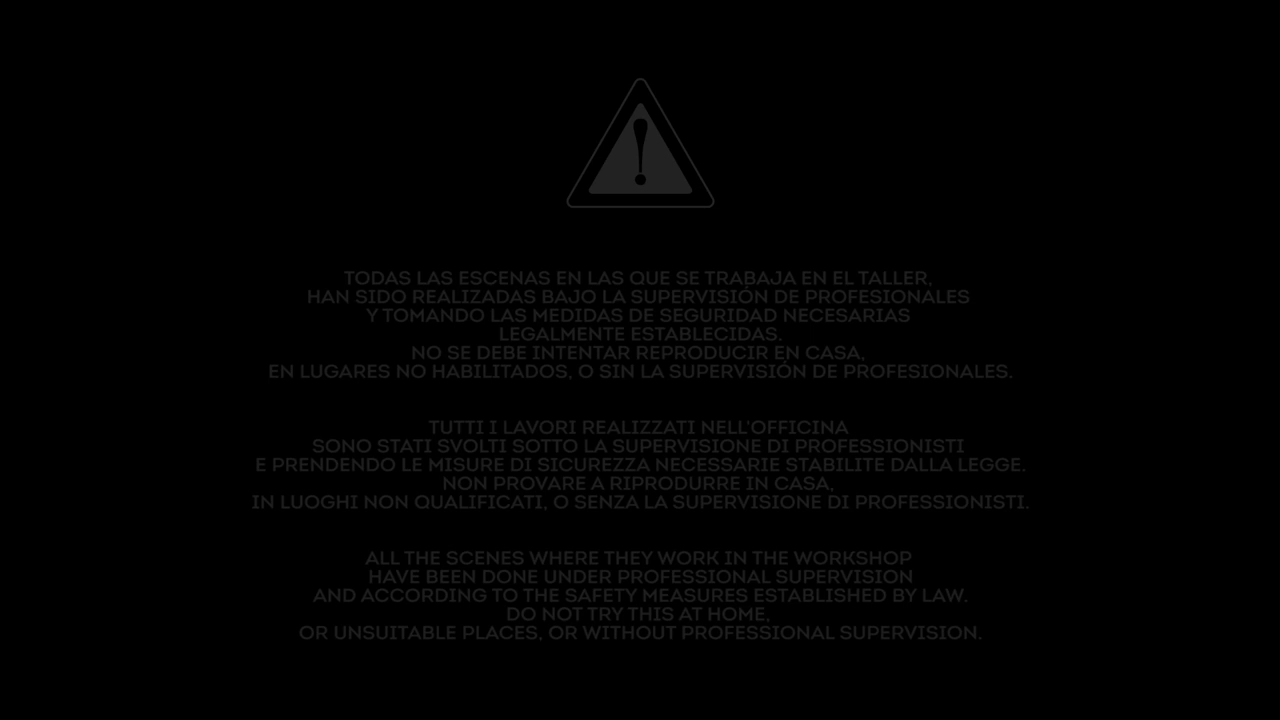 TODAS LAS ESCENAS EN LAS QUE SE TRABAJA EN EL TALLER,
HAN SIDO REALIZADAS BAJO LA SUPERVISIÓN DE PROFESIONALES
Y TOMANDO LAS MEDIDAS DE SEGURIDAD NECESARIAS
LEGALMENTE ESTABLECIDAS.
NO SE DEBE INTENTAR REPRODUCIR EN CASA,
EN LUGARES NO HABILITADOS, O SIN LA SUPERVISIÓN DE PROFESIONALES.
TUTTI I LAVORI REALIZZATI NELL'OFFICINA
SONO STATI SVOLTI SOTTO LA SUPERVISIONE DI PROFESSIONISTI
E PRENDENDO LE MISURE DI SICUREZZA NECESSARIE STABILITE DALLA LEGGE.
NON PROVARE A RIPRODURRE IN CASA,
IN LUOGHI NON QUALIFICATI, O SENZA LA SUPERVISIONE DI PROFESSIONISTI.
ALL THE SCENES WHERE THEY WORK IN THE WORKSHOP
HAVE BEEN DONE UNDER PROFESSIONAL SUPERVISION
AND ACCORDING TO THE SAFETY MEASURES ESTABLISHED BY LAW.
DO NOT TRY THIS AT HOME,
OR UNSUITABLE PLACES, OR WITHOUT PROFESSIONAL SUPERVISION.